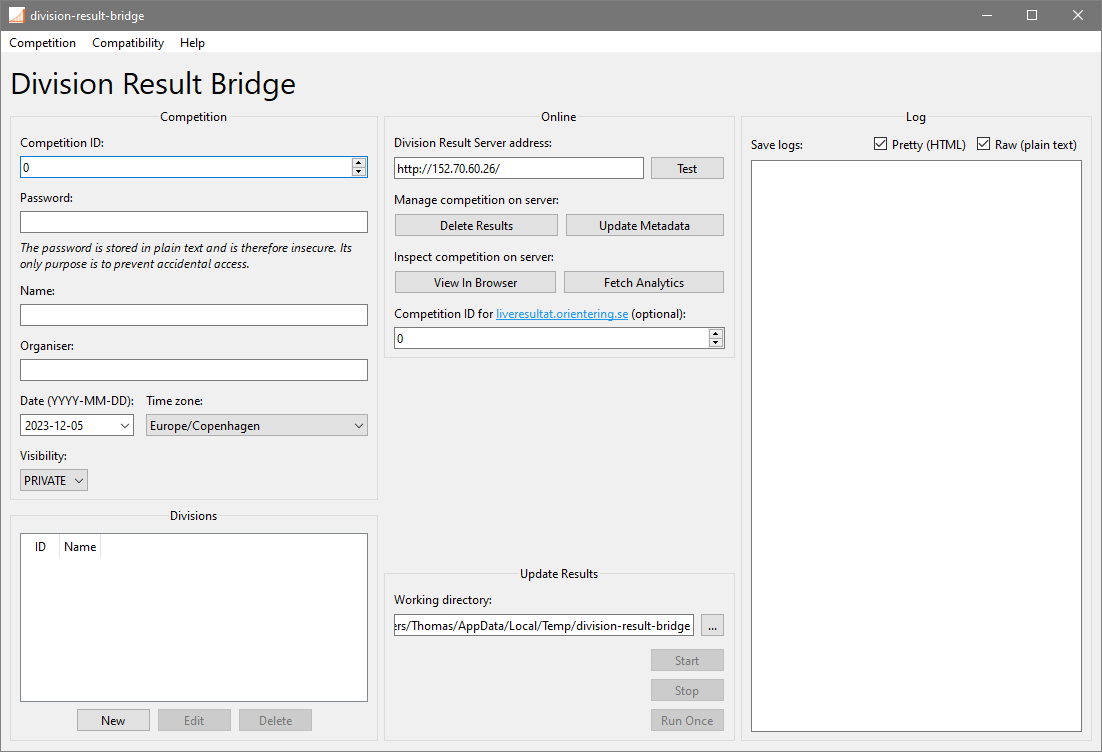 division-result-bridge
Competition Compatibility Help
Division Result Bridge
Competition
Competition ID:
0
Password:
The password is stored in plain text and is therefore insecure. Its
only purpose is to prevent accidental access.
Name:
Organiser:
Date (YYYY-MM-DD): Time zone:
2023-12-05 Europe/Copenhagen
Visibility:
PRIVATE
Divisions
ID Name
New Edit Delete
Online
Division Result Server address:
http://152.70.60.26/ Test
Manage competition on server:
Delete Results Update Metadata
Inspect competition on server:
View In Browser Fetch Analytics
Competition ID for liveresultat.orientering.se (optional):
0
Update Results
Working directory:
ers/Thomas/AppData/Local/Temp/division-result-bridge ...
Start
Stop
Run Once
Log
Save logs: Pretty (HTML) Raw (plain text)